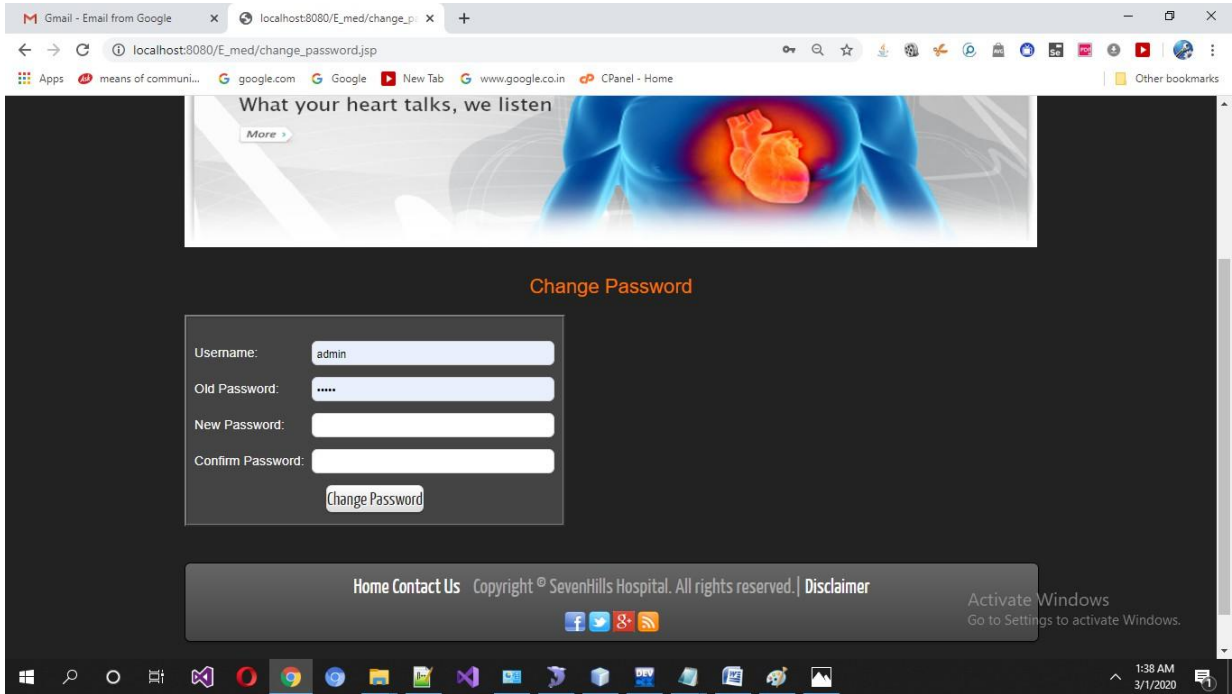 Gmail - Email from Google
localhost:8080/E_med/change_p
localhost:8080/E_med/change_password.jsp
Apps means of communi... google.com Google New Tab www.google.co.in CPanel - Home Other bookmarks
What your heart talks, we listen
More
Change Password
Username: admin
Old Password: •••••
New Password:
Confirm Password:
Change Password
Home Contact Us Copyright © SevenHills Hospital. All rights reserved.| Disclaimer
Activate Windows
Go to Settings to activate Windows.
1:38 AM
3/1/2020